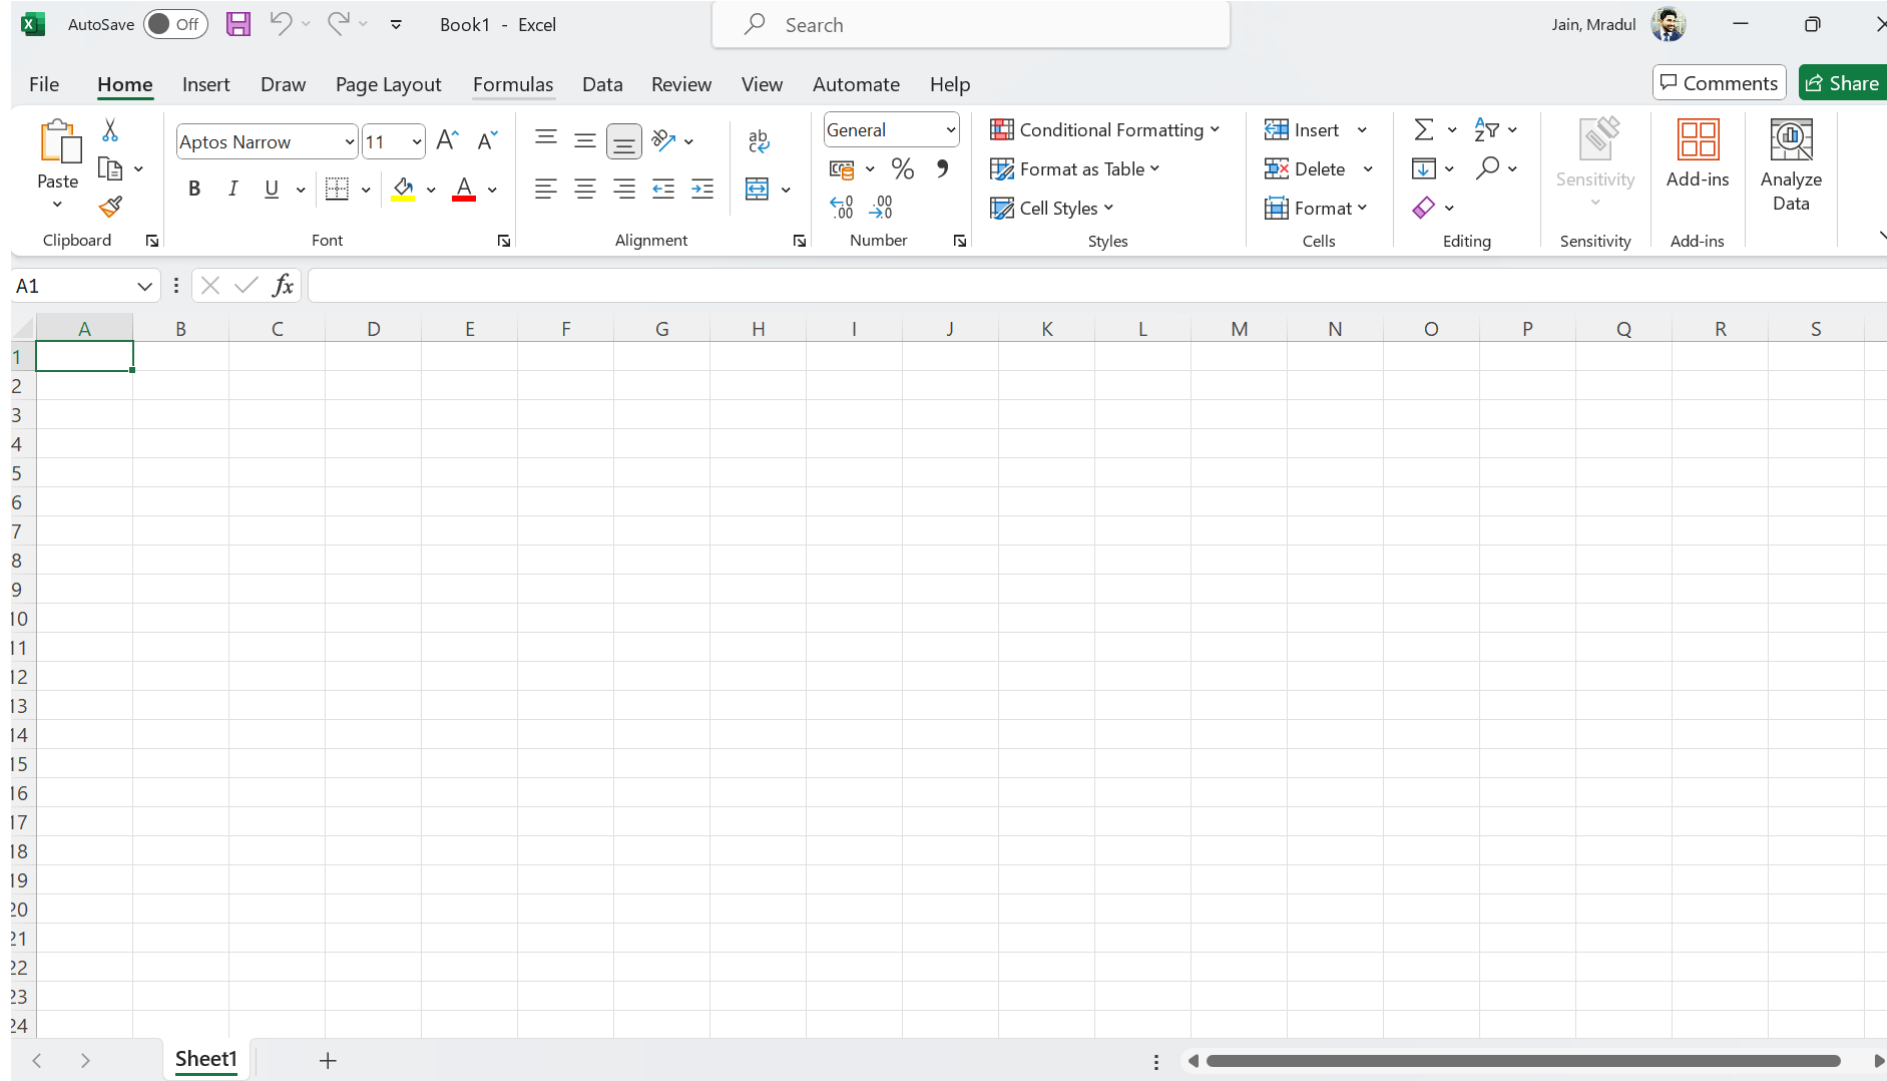 AutoSave Off Book1 - Excel Search Jain, Mradul
File Home Insert Draw Page Layout Formulas Data Review View Automate Help Comments Share
Paste
Clipboard
Aptos Narrow 11
B I U A
Font
ab
Alignment
General
% 9
.00 .00
Number
Conditional Formatting
Format as Table
Cell Styles
Styles
Insert
Delete
Format
Cells
Editing
Sensitivity
Sensitivity
Add-ins
Add-ins
Analyze
Data
A1 fx
A B C D E F G H I J K L M N O P Q R S
1
2
3
4
5
6
7
8
9
10
11
12
13
14
15
16
17
18
19
20
21
22
23
24
Sheet1 +